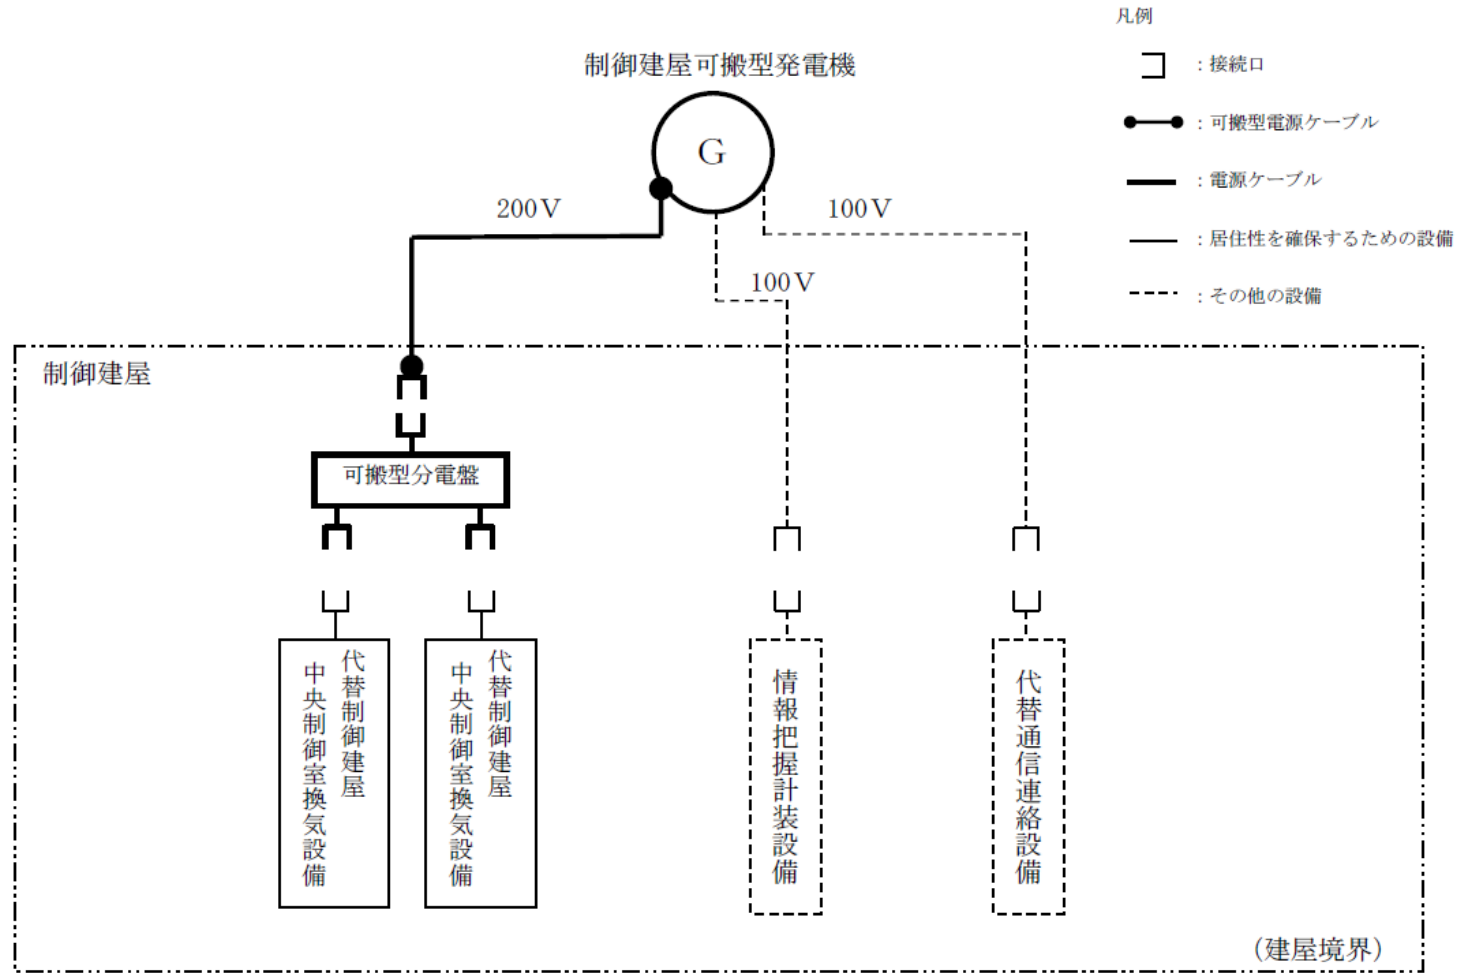 凡例
：接続口
：可搬型電源ケーブル
：電源ケーブル
：居住性を確保するための設備
：その他の設備
制御建屋可搬型発電機
G
200V
100V
100V
制御建屋
可搬型分電盤
代替制御建屋
中央制御室換気設備
代替制御建屋
中央制御室換気設備
情報把握計装設備
代替通信連絡設備
（建屋境界）